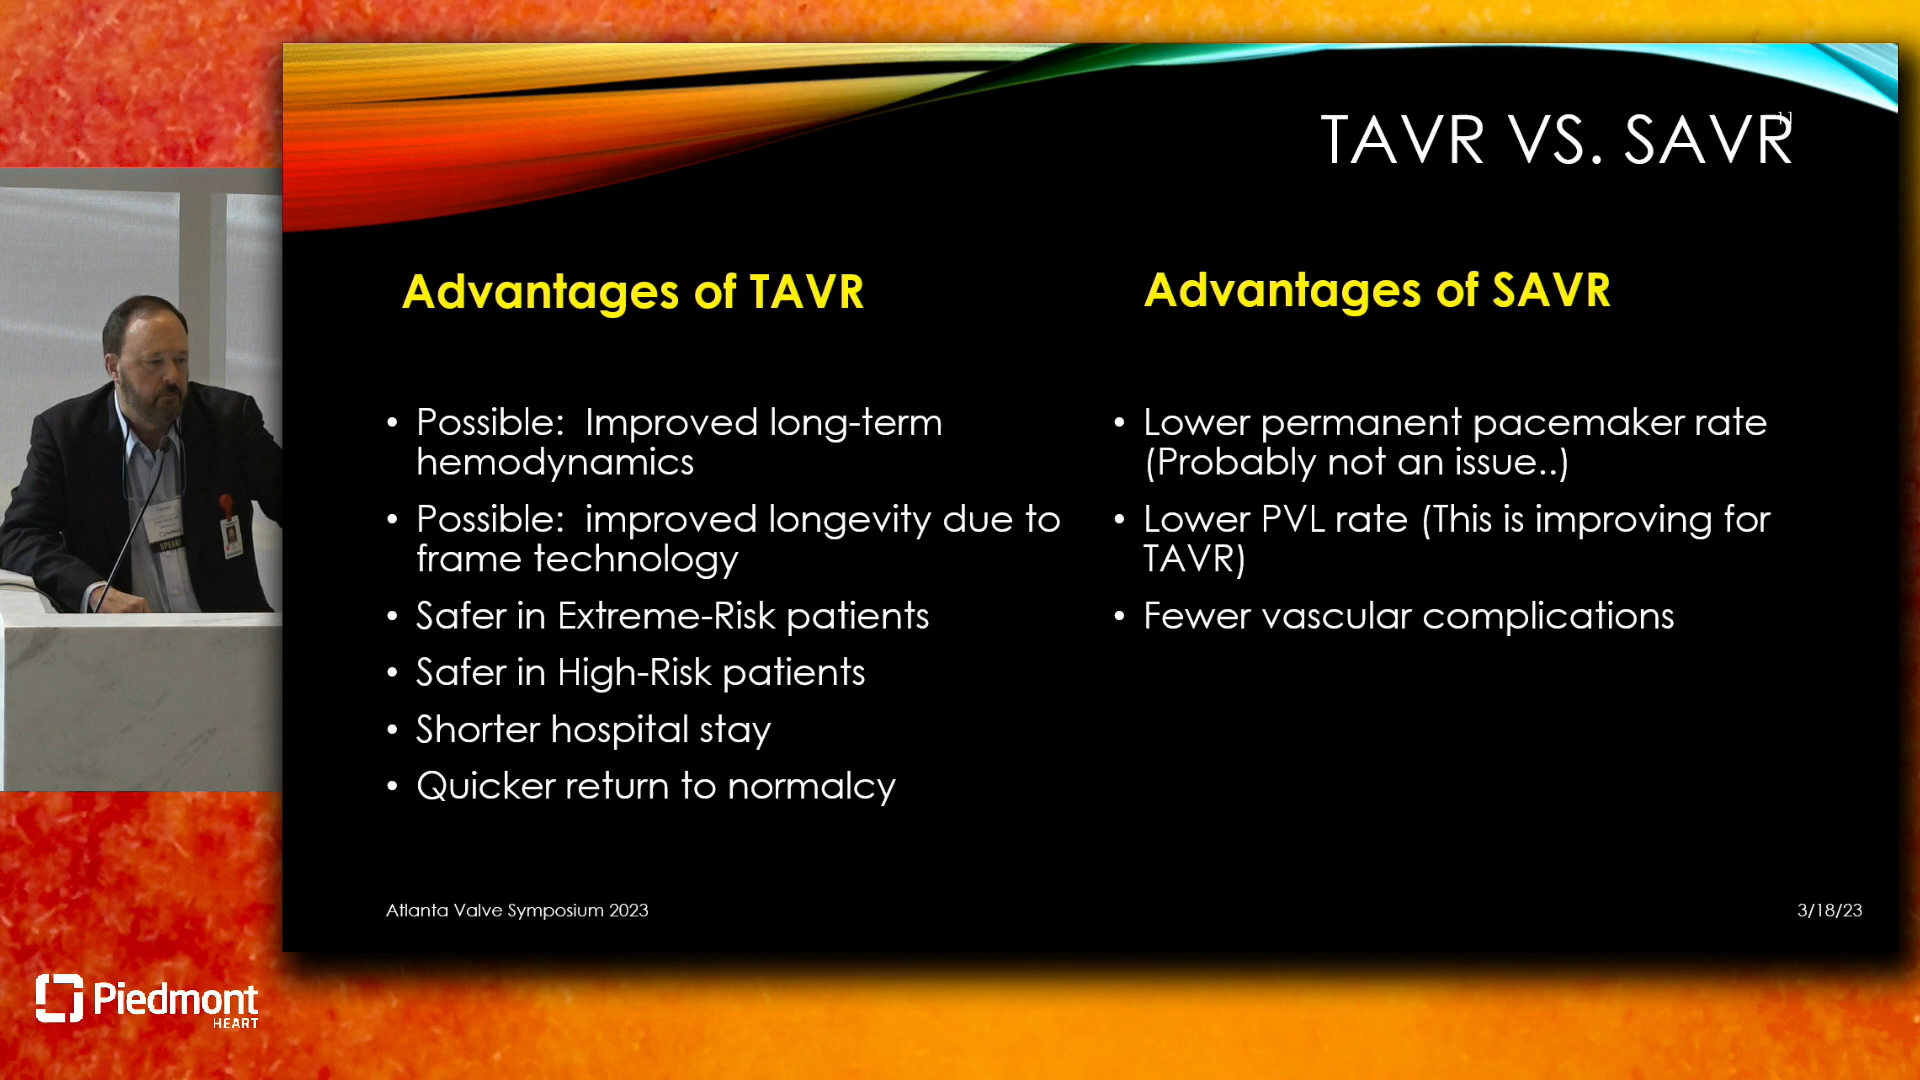 TAVR VS. SAVR
11
Advantages of TAVR
• Possible:  Improved long-term
hemodynamics
• Possible:  improved longevity due to
frame technology
• Safer in Extreme-Risk patients
• Safer in High-Risk patients
• Shorter hospital stay
• Quicker return to normalcy
Advantages of SAVR
• Lower permanent pacemaker rate
(Probably not an issue..)
• Lower PVL rate (This is improving for
TAVR)
• Fewer vascular complications
Atlanta Valve Symposium 2023
3/18/23
Piedmont
HEART